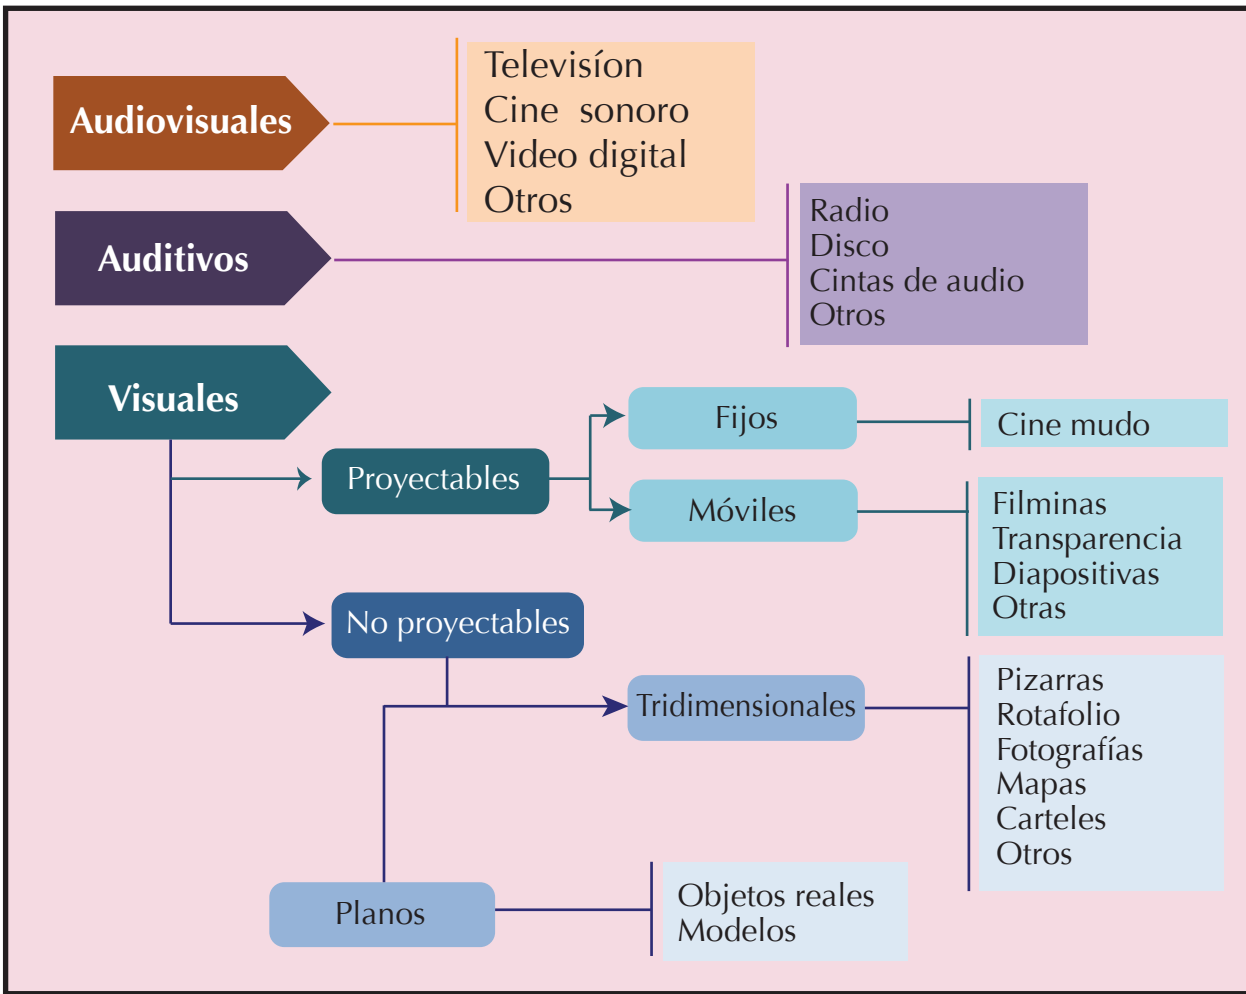 Audiovisuales
Televisíon
Cine sonoro
Video digital
Otros
Auditivos
Radio
Disco
Cintas de audio
Otros
Visuales
Proyectables
Fijos
Cine mudo
Móviles
Filminas
Transparencia
Diapositivas
Otras
No proyectables
Tridimensionales
Pizarras
Rotafolio
Fotografías
Mapas
Carteles
Otros
Planos
Objetos reales
Modelos